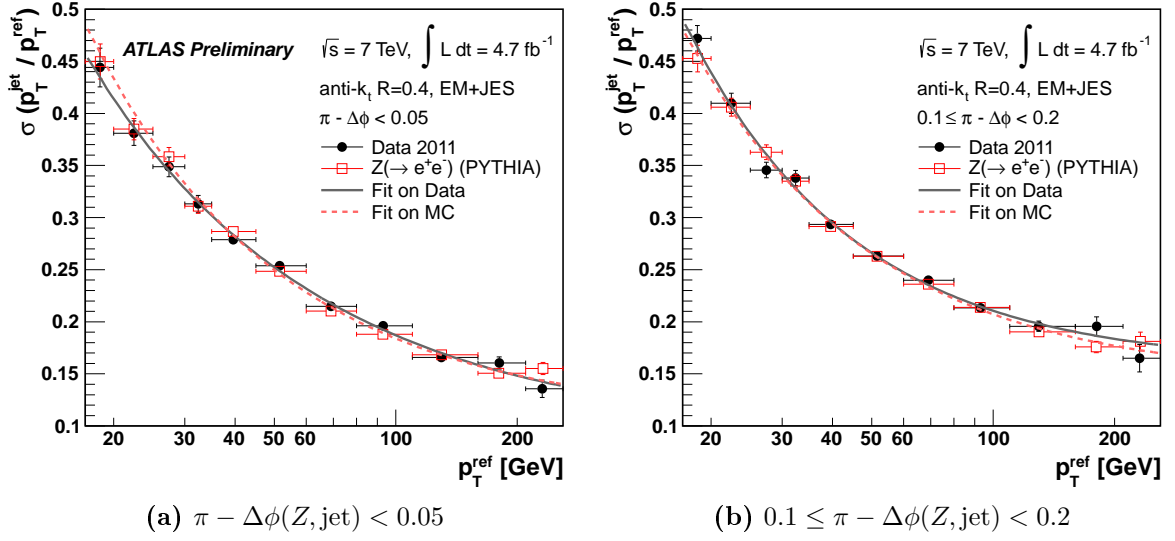 σ (p_T^jet / p_T^ref)
0.5
0.45
0.4
0.35
0.3
0.25
0.2
0.15
0.1
ATLAS Preliminary
√s = 7 TeV, ∫ L dt = 4.7 fb⁻¹
anti-k_t R=0.4, EM+JES
π - Δϕ < 0.05
Data 2011
Z(→ e⁺e⁻) (PYTHIA)
Fit on Data
Fit on MC
20 30 40 50 60 100 200
p_T^ref [GeV]
(a) π − Δϕ(Z, jet) < 0.05
σ (p_T^jet / p_T^ref)
0.5
0.45
0.4
0.35
0.3
0.25
0.2
0.15
0.1
√s = 7 TeV, ∫ L dt = 4.7 fb⁻¹
anti-k_t R=0.4, EM+JES
0.1≤ π - Δϕ < 0.2
Data 2011
Z(→ e⁺e⁻) (PYTHIA)
Fit on Data
Fit on MC
20 30 40 50 60 100 200
p_T^ref [GeV]
(b) 0.1 ≤ π − Δϕ(Z, jet) < 0.2